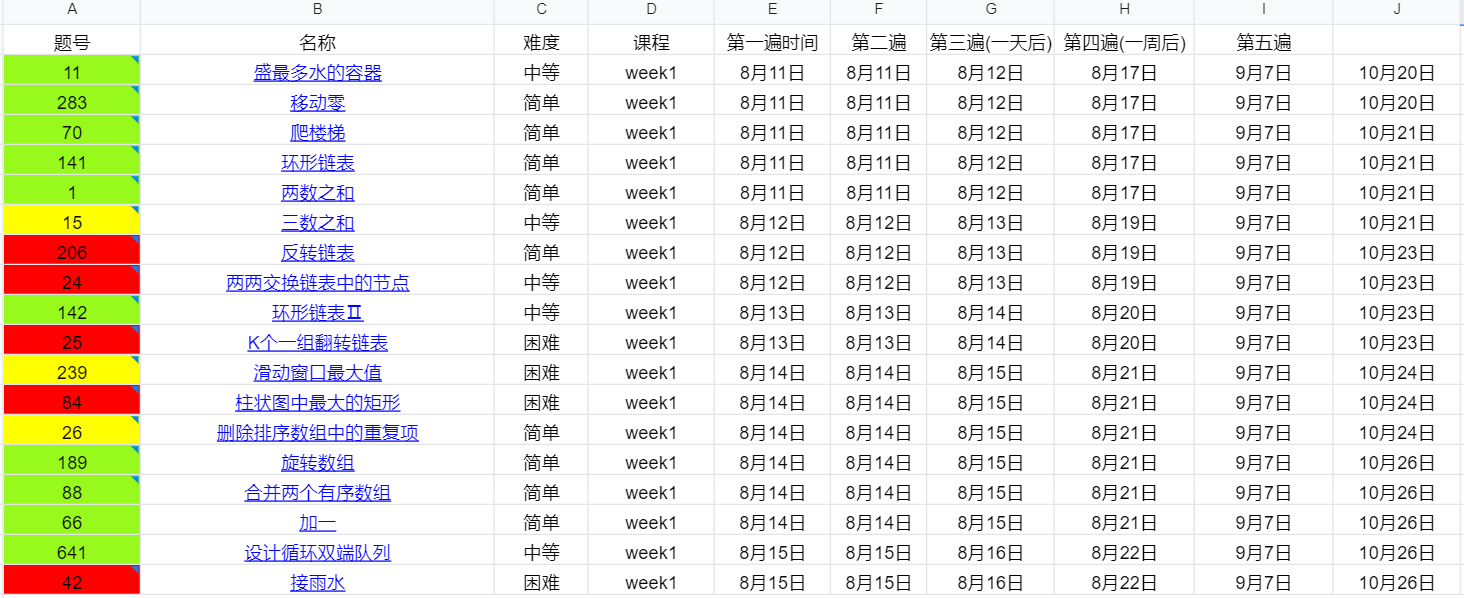 A B C D E F G H I J
题号 名称 难度 课程 第一遍时间 第二遍 第三遍(一天后) 第四遍(一周后) 第五遍
11 盛最多水的容器 中等 week1 8月11日 8月11日 8月12日 8月17日 9月7日 10月20日
283 移动零 简单 week1 8月11日 8月11日 8月12日 8月17日 9月7日 10月20日
70 爬楼梯 简单 week1 8月11日 8月11日 8月12日 8月17日 9月7日 10月21日
141 环形链表 简单 week1 8月11日 8月11日 8月12日 8月17日 9月7日 10月21日
1 两数之和 简单 week1 8月11日 8月11日 8月12日 8月17日 9月7日 10月21日
15 三数之和 中等 week1 8月12日 8月12日 8月13日 8月19日 9月7日 10月21日
206 反转链表 简单 week1 8月12日 8月12日 8月13日 8月19日 9月7日 10月23日
24 两两交换链表中的节点 中等 week1 8月12日 8月12日 8月13日 8月19日 9月7日 10月23日
142 环形链表Ⅱ 中等 week1 8月13日 8月13日 8月14日 8月20日 9月7日 10月23日
25 K个一组翻转链表 困难 week1 8月13日 8月13日 8月14日 8月20日 9月7日 10月23日
239 滑动窗口最大值 困难 week1 8月14日 8月14日 8月15日 8月21日 9月7日 10月24日
84 柱状图中最大的矩形 困难 week1 8月14日 8月14日 8月15日 8月21日 9月7日 10月24日
26 删除排序数组中的重复项 简单 week1 8月14日 8月14日 8月15日 8月21日 9月7日 10月24日
189 旋转数组 简单 week1 8月14日 8月14日 8月15日 8月21日 9月7日 10月26日
88 合并两个有序数组 简单 week1 8月14日 8月14日 8月15日 8月21日 9月7日 10月26日
66 加一 简单 week1 8月14日 8月14日 8月15日 8月21日 9月7日 10月26日
641 设计循环双端队列 中等 week1 8月15日 8月15日 8月16日 8月22日 9月7日 10月26日
42 接雨水 困难 week1 8月15日 8月15日 8月16日 8月22日 9月7日 10月26日